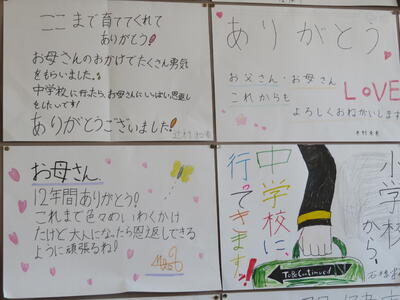 ここまで育ててくれて
ありがとう!
お母さんのおかげでたくさん勇気
をもらいました。
中学校に行ったら、お母さんにいっぱい恩返し
をしたいです!
ありがとうございました!
ありがとう
お父さん・お母さん
これからも
LOVE
よろしくおねがいします
お母さん
12年間ありがとう!
これまで色々めいわくかけ
たけど大人になったら恩返しできる
ように頑張るね!
小学校から、
中学校に、
行ってきます!
To Be Continued